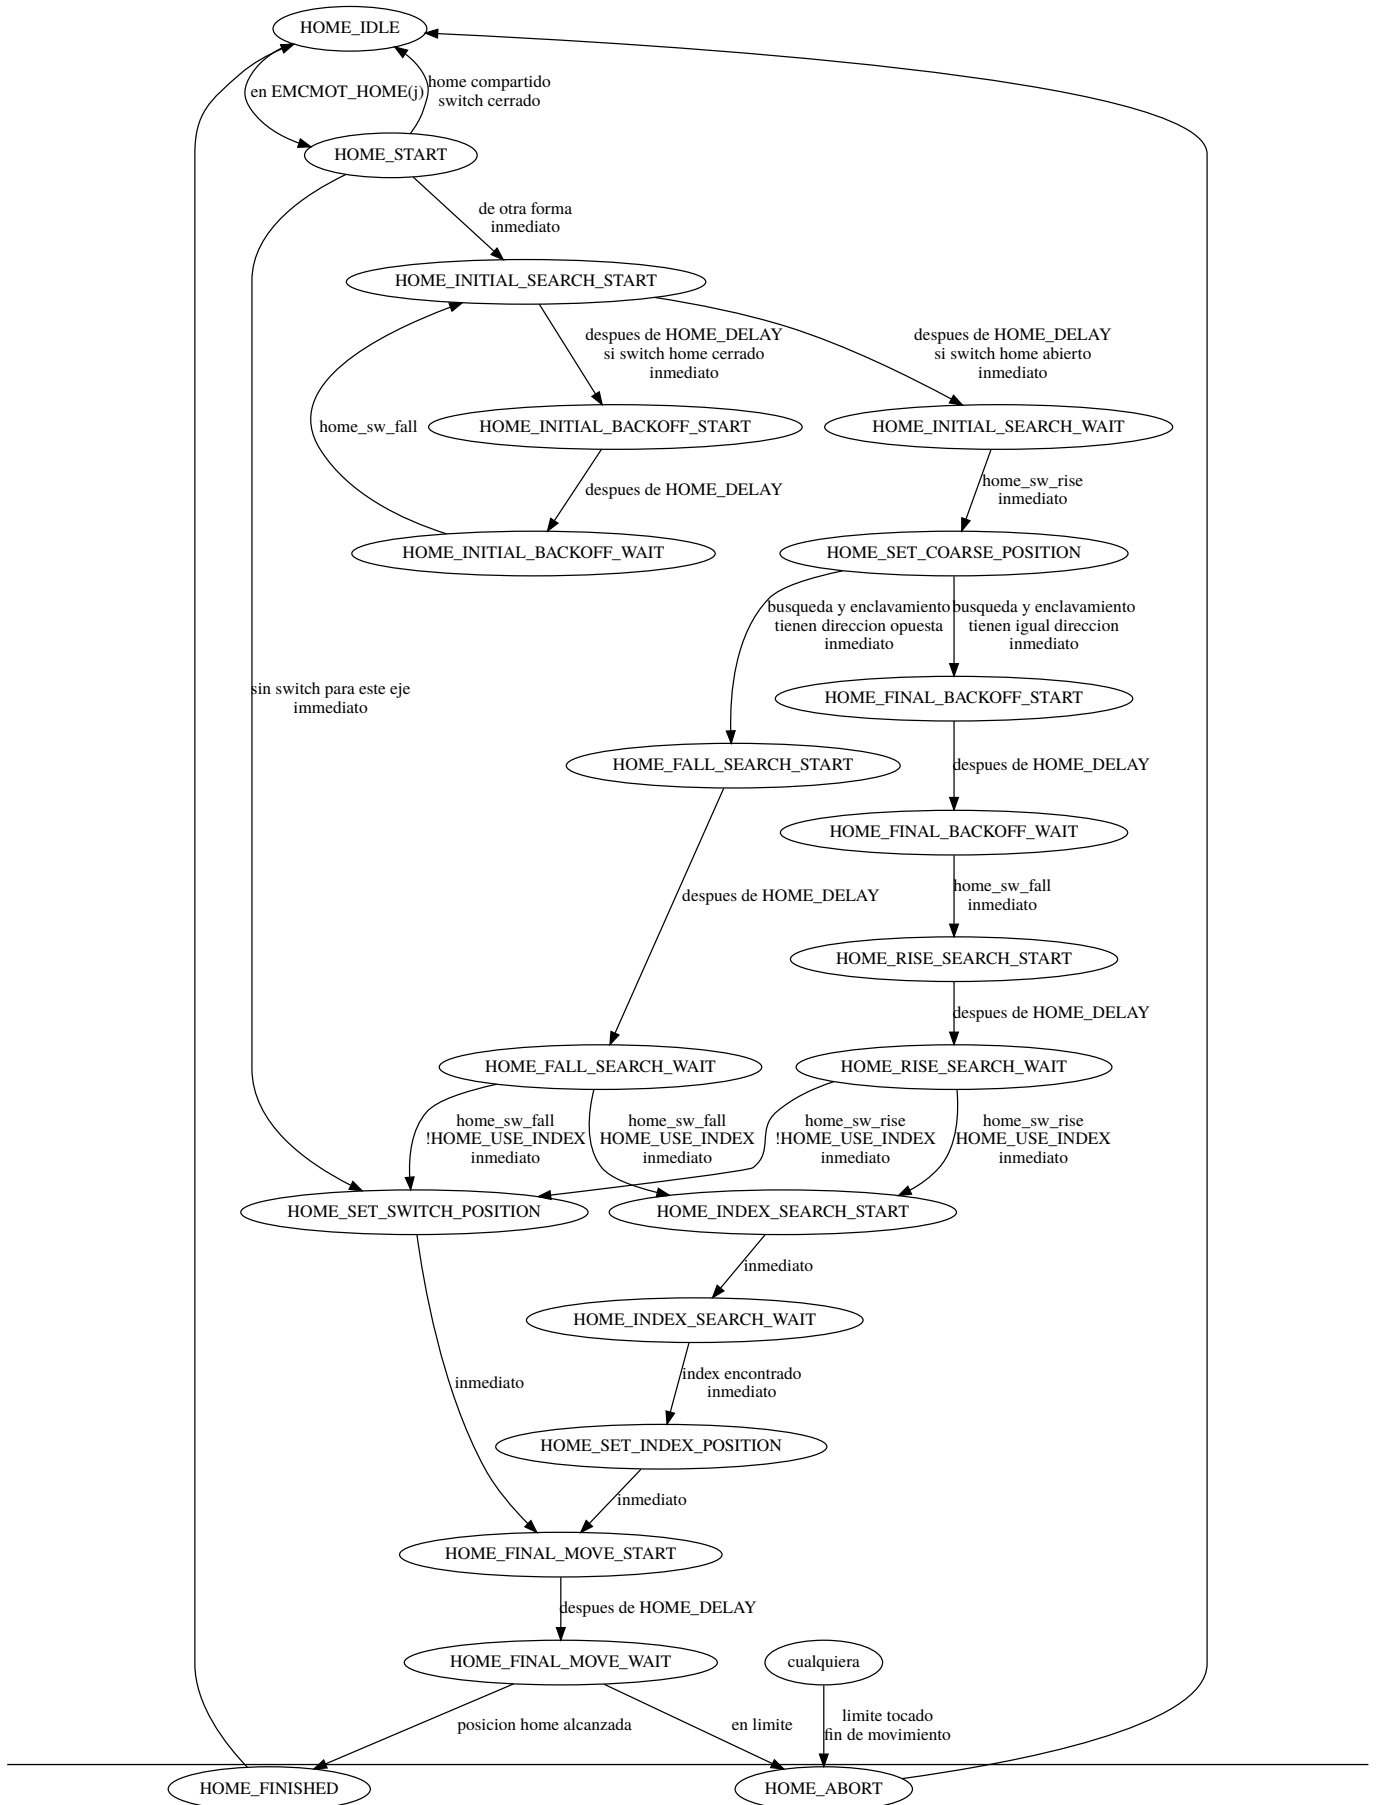 HOME_IDLE
en EMCMOT_HOME(j)
home compartido
switch cerrado
HOME_START
de otra forma
inmediato
HOME_INITIAL_SEARCH_START
despues de HOME_DELAY
si switch home cerrado
inmediato
despues de HOME_DELAY
si switch home abierto
inmediato
home_sw_fall
HOME_INITIAL_BACKOFF_START
HOME_INITIAL_SEARCH_WAIT
despues de HOME_DELAY
home_sw_rise
inmediato
HOME_INITIAL_BACKOFF_WAIT
HOME_SET_COARSE_POSITION
busqueda y enclavamiento
tienen direccion opuesta
inmediato
busqueda y enclavamiento
tienen igual direccion
inmediato
sin switch para este eje
immediato
HOME_FINAL_BACKOFF_START
HOME_FALL_SEARCH_START
despues de HOME_DELAY
HOME_FINAL_BACKOFF_WAIT
despues de HOME_DELAY
home_sw_fall
inmediato
HOME_RISE_SEARCH_START
despues de HOME_DELAY
HOME_FALL_SEARCH_WAIT
HOME_RISE_SEARCH_WAIT
home_sw_fall
!HOME_USE_INDEX
inmediato
home_sw_fall
HOME_USE_INDEX
inmediato
home_sw_rise
!HOME_USE_INDEX
inmediato
home_sw_rise
HOME_USE_INDEX
inmediato
HOME_SET_SWITCH_POSITION
HOME_INDEX_SEARCH_START
inmediato
HOME_INDEX_SEARCH_WAIT
inmediato
index encontrado
inmediato
HOME_SET_INDEX_POSITION
inmediato
HOME_FINAL_MOVE_START
despues de HOME_DELAY
HOME_FINAL_MOVE_WAIT
cualquiera
posicion home alcanzada
en limite
limite tocado
fin de movimiento
HOME_FINISHED
HOME_ABORT